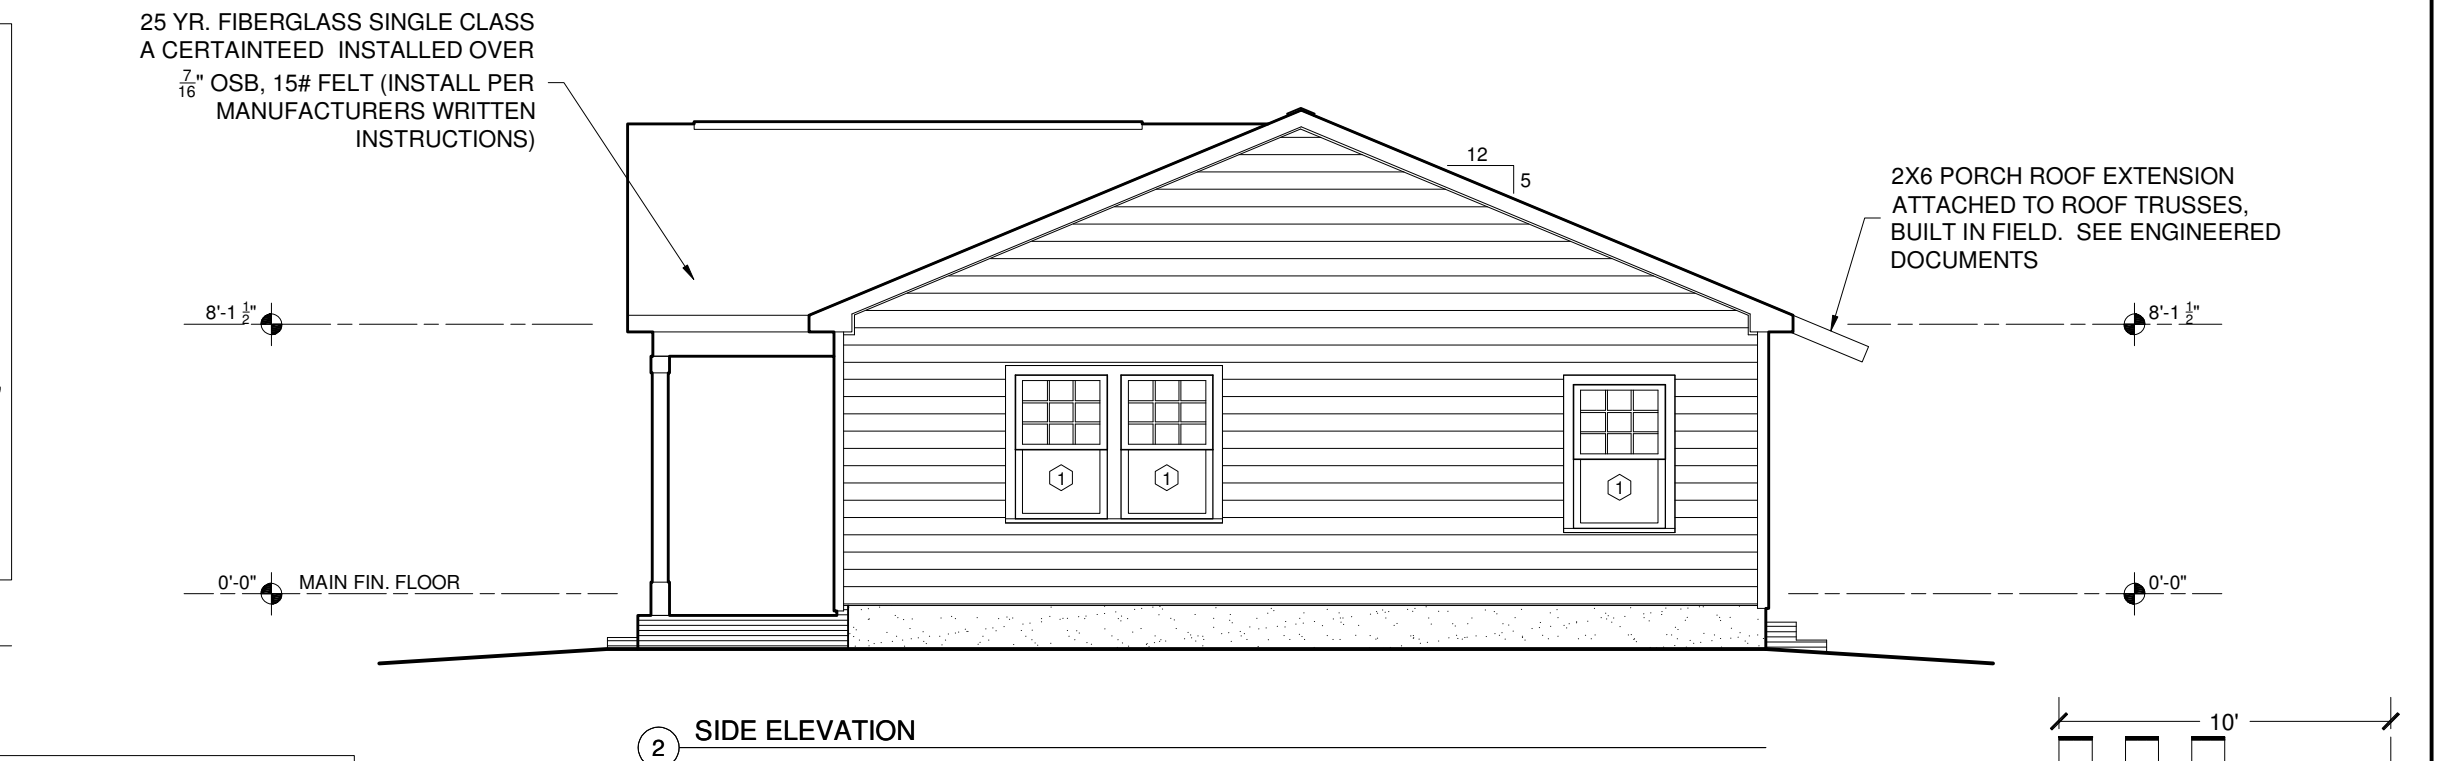 25 YR. FIBERGLASS SINGLE CLASS
A CERTAINTEED INSTALLED OVER
7/16" OSB, 15# FELT (INSTALL PER
MANUFACTURERS WRITTEN
INSTRUCTIONS)
12
5
2X6 PORCH ROOF EXTENSION
ATTACHED TO ROOF TRUSSES,
BUILT IN FIELD. SEE ENGINEERED
DOCUMENTS
8'-1 1/2"
8'-1 1/2"
1
1
1
0'-0" MAIN FIN. FLOOR
0'-0"
2 SIDE ELEVATION
10'